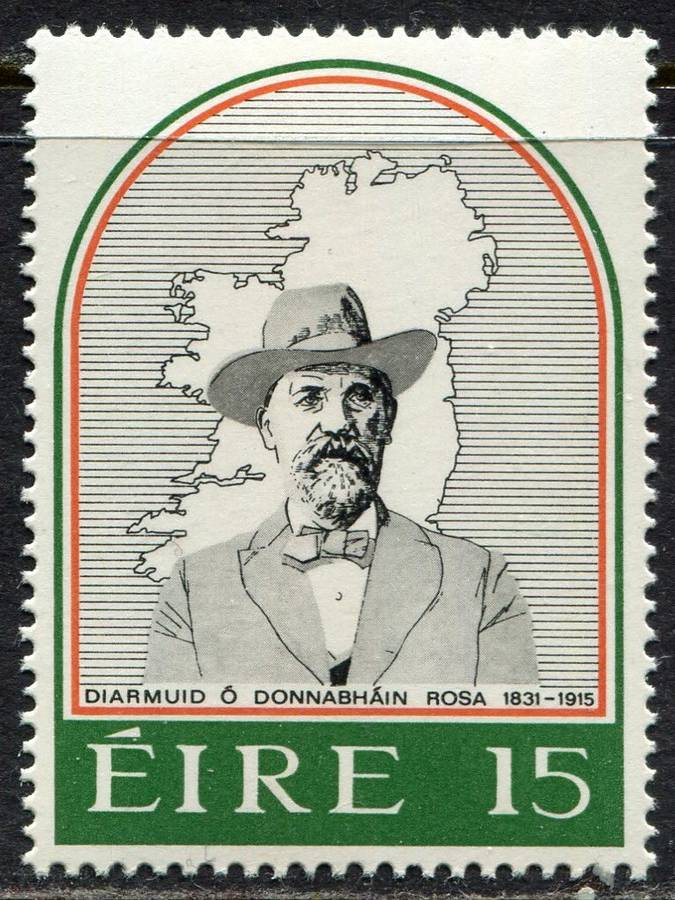 DIARMUID Ó DONNABHÁIN ROSA 1831-1915
ÉIRE 15